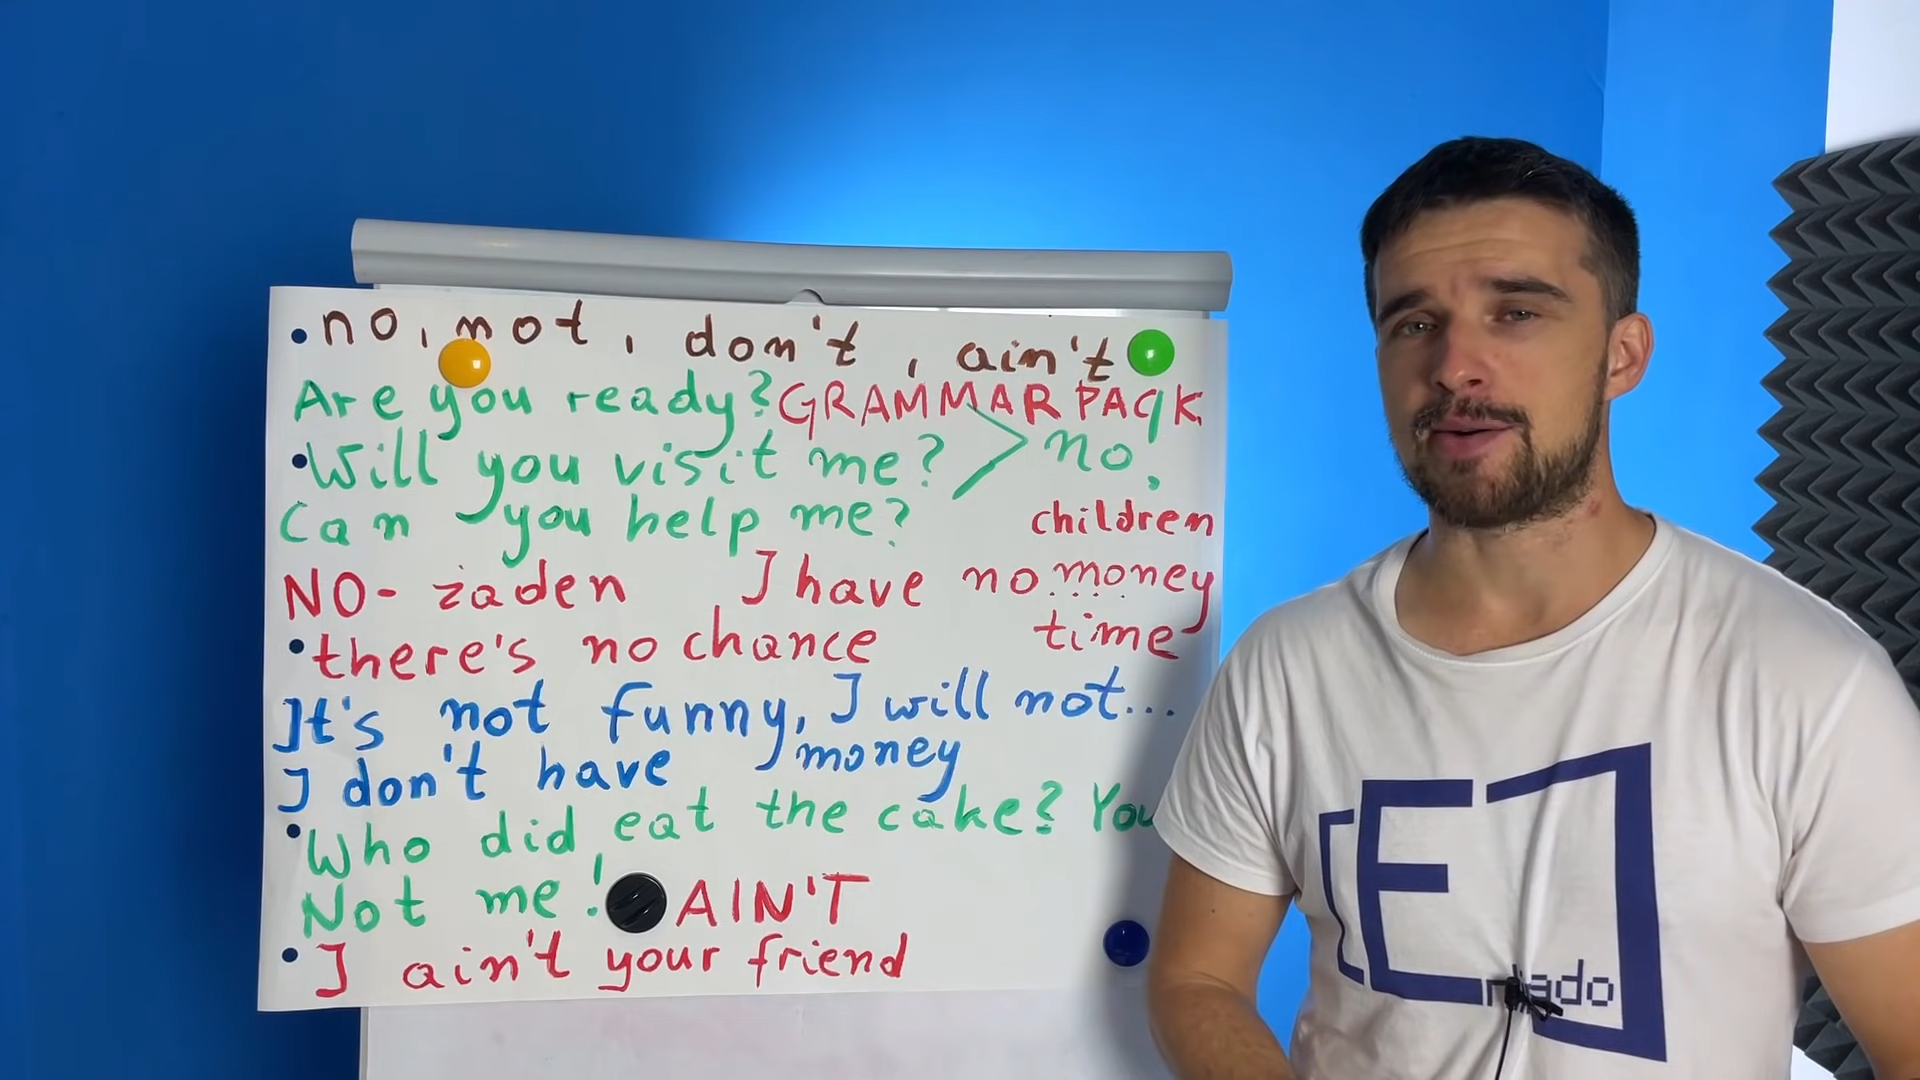 no, not, don't, ain't
Are you ready? GRAMMAR PACK
Will you visit me? > no,
Can you help me? children
NO- żaden I have no money
there's no chance time
It's not funny, I will not...
I don't have money
Who did eat the cake? You
Not me! AIN'T
I ain't your friend
[E]